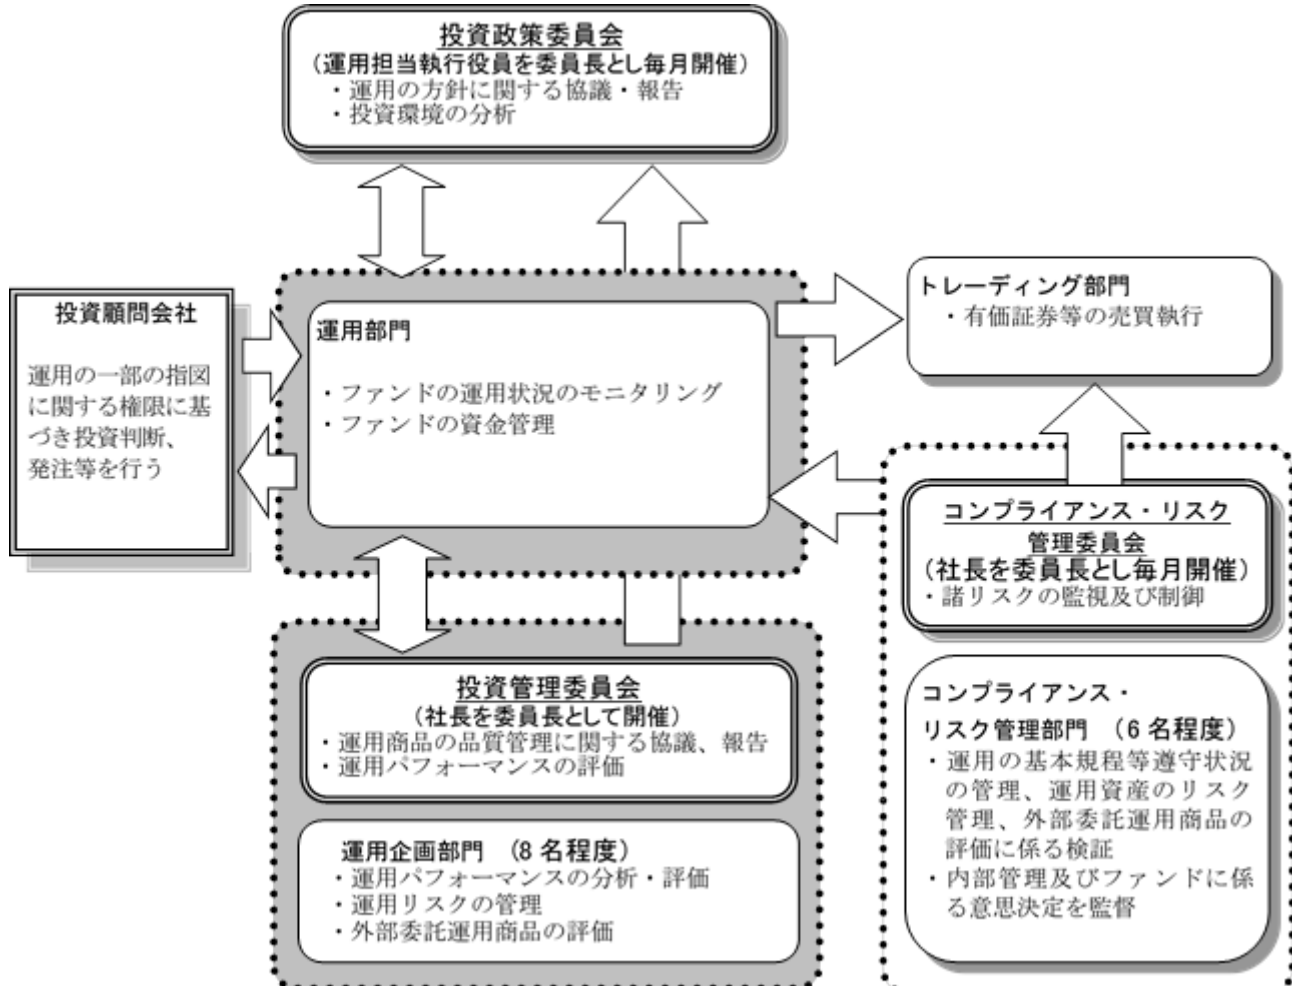 投資政策委員会
（運用担当執行役員を委員長とし毎月開催）
・運用の方針に関する協議・報告
・投資環境の分析
投資顧問会社
運用の一部の指図
に関する権限に基
づき投資判断、
発注等を行う
運用部門
・ファンドの運用状況のモニタリング
・ファンドの資金管理
トレーディング部門
・有価証券等の売買執行
コンプライアンス・リスク
管理委員会
（社長を委員長とし毎月開催）
・諸リスクの監視及び制御
投資管理委員会
（社長を委員長として開催）
・運用商品の品質管理に関する協議、報告
・運用パフォーマンスの評価
運用企画部門　（8 名程度）
・運用パフォーマンスの分析・評価
・運用リスクの管理
・外部委託運用商品の評価
コンプライアンス・
リスク管理部門　（6 名程度）
・運用の基本規程等遵守状況
の管理、運用資産のリスク
管理、外部委託運用商品の
評価に係る検証
・内部管理及びファンドに係
る意思決定を監督